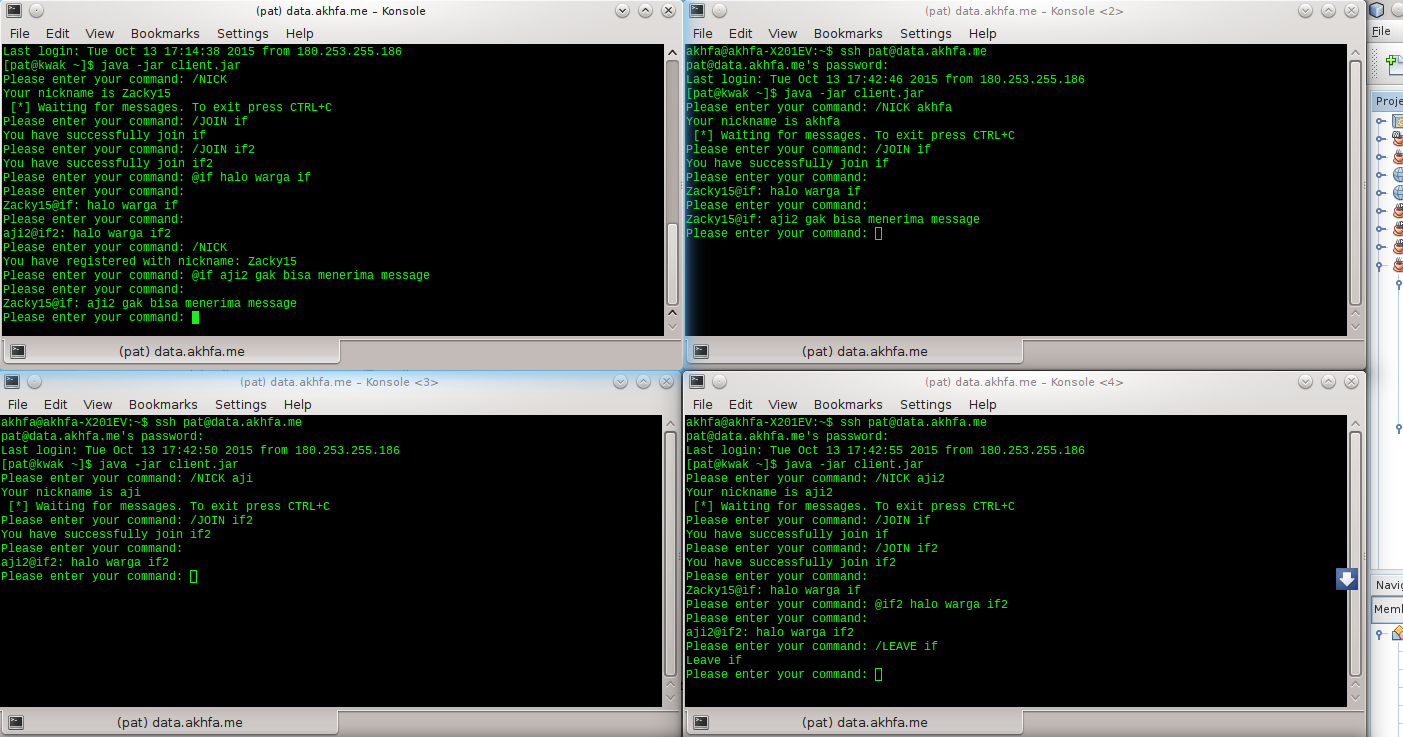 (pat) data.akhfa.me – Konsole
File Edit View Bookmarks Settings Help
Last login: Tue Oct 13 17:14:38 2015 from 180.253.255.186
[pat@kwak ~]$ java -jar client.jar
Please enter your command: /NICK
Your nickname is Zacky15
 [*] Waiting for messages. To exit press CTRL+C
Please enter your command: /JOIN if
You have successfully join if
Please enter your command: /JOIN if2
You have successfully join if2
Please enter your command: @if halo warga if
Please enter your command:
Zacky15@if: halo warga if
Please enter your command:
aji2@if2: halo warga if2
Please enter your command: /NICK
You have registered with nickname: Zacky15
Please enter your command: @if aji2 gak bisa menerima message
Please enter your command:
Zacky15@if: aji2 gak bisa menerima message
Please enter your command:
(pat) data.akhfa.me
(pat) data.akhfa.me – Konsole <2>
File Edit View Bookmarks Settings Help
akhfa@akhfa-X201EV:~$ ssh pat@data.akhfa.me
pat@data.akhfa.me's password:
Last login: Tue Oct 13 17:42:46 2015 from 180.253.255.186
[pat@kwak ~]$ java -jar client.jar
Please enter your command: /NICK akhfa
Your nickname is akhfa
 [*] Waiting for messages. To exit press CTRL+C
Please enter your command: /JOIN if
You have successfully join if
Please enter your command:
Zacky15@if: halo warga if
Please enter your command:
Zacky15@if: aji2 gak bisa menerima message
Please enter your command:
(pat) data.akhfa.me
File
Proje
(pat) data.akhfa.me – Konsole <3>
File Edit View Bookmarks Settings Help
akhfa@akhfa-X201EV:~$ ssh pat@data.akhfa.me
pat@data.akhfa.me's password:
Last login: Tue Oct 13 17:42:50 2015 from 180.253.255.186
[pat@kwak ~]$ java -jar client.jar
Please enter your command: /NICK aji
Your nickname is aji
 [*] Waiting for messages. To exit press CTRL+C
Please enter your command: /JOIN if2
You have successfully join if2
Please enter your command:
aji2@if2: halo warga if2
Please enter your command:
(pat) data.akhfa.me
(pat) data.akhfa.me – Konsole <4>
File Edit View Bookmarks Settings Help
akhfa@akhfa-X201EV:~$ ssh pat@data.akhfa.me
pat@data.akhfa.me's password:
Last login: Tue Oct 13 17:42:55 2015 from 180.253.255.186
[pat@kwak ~]$ java -jar client.jar
Please enter your command: /NICK aji2
Your nickname is aji2
 [*] Waiting for messages. To exit press CTRL+C
Please enter your command: /JOIN if
You have successfully join if
Please enter your command: /JOIN if2
You have successfully join if2
Please enter your command:
Zacky15@if: halo warga if
Please enter your command: @if2 halo warga if2
Please enter your command:
aji2@if2: halo warga if2
Please enter your command: /LEAVE if
Leave if
Please enter your command:
(pat) data.akhfa.me
Navig
Memb